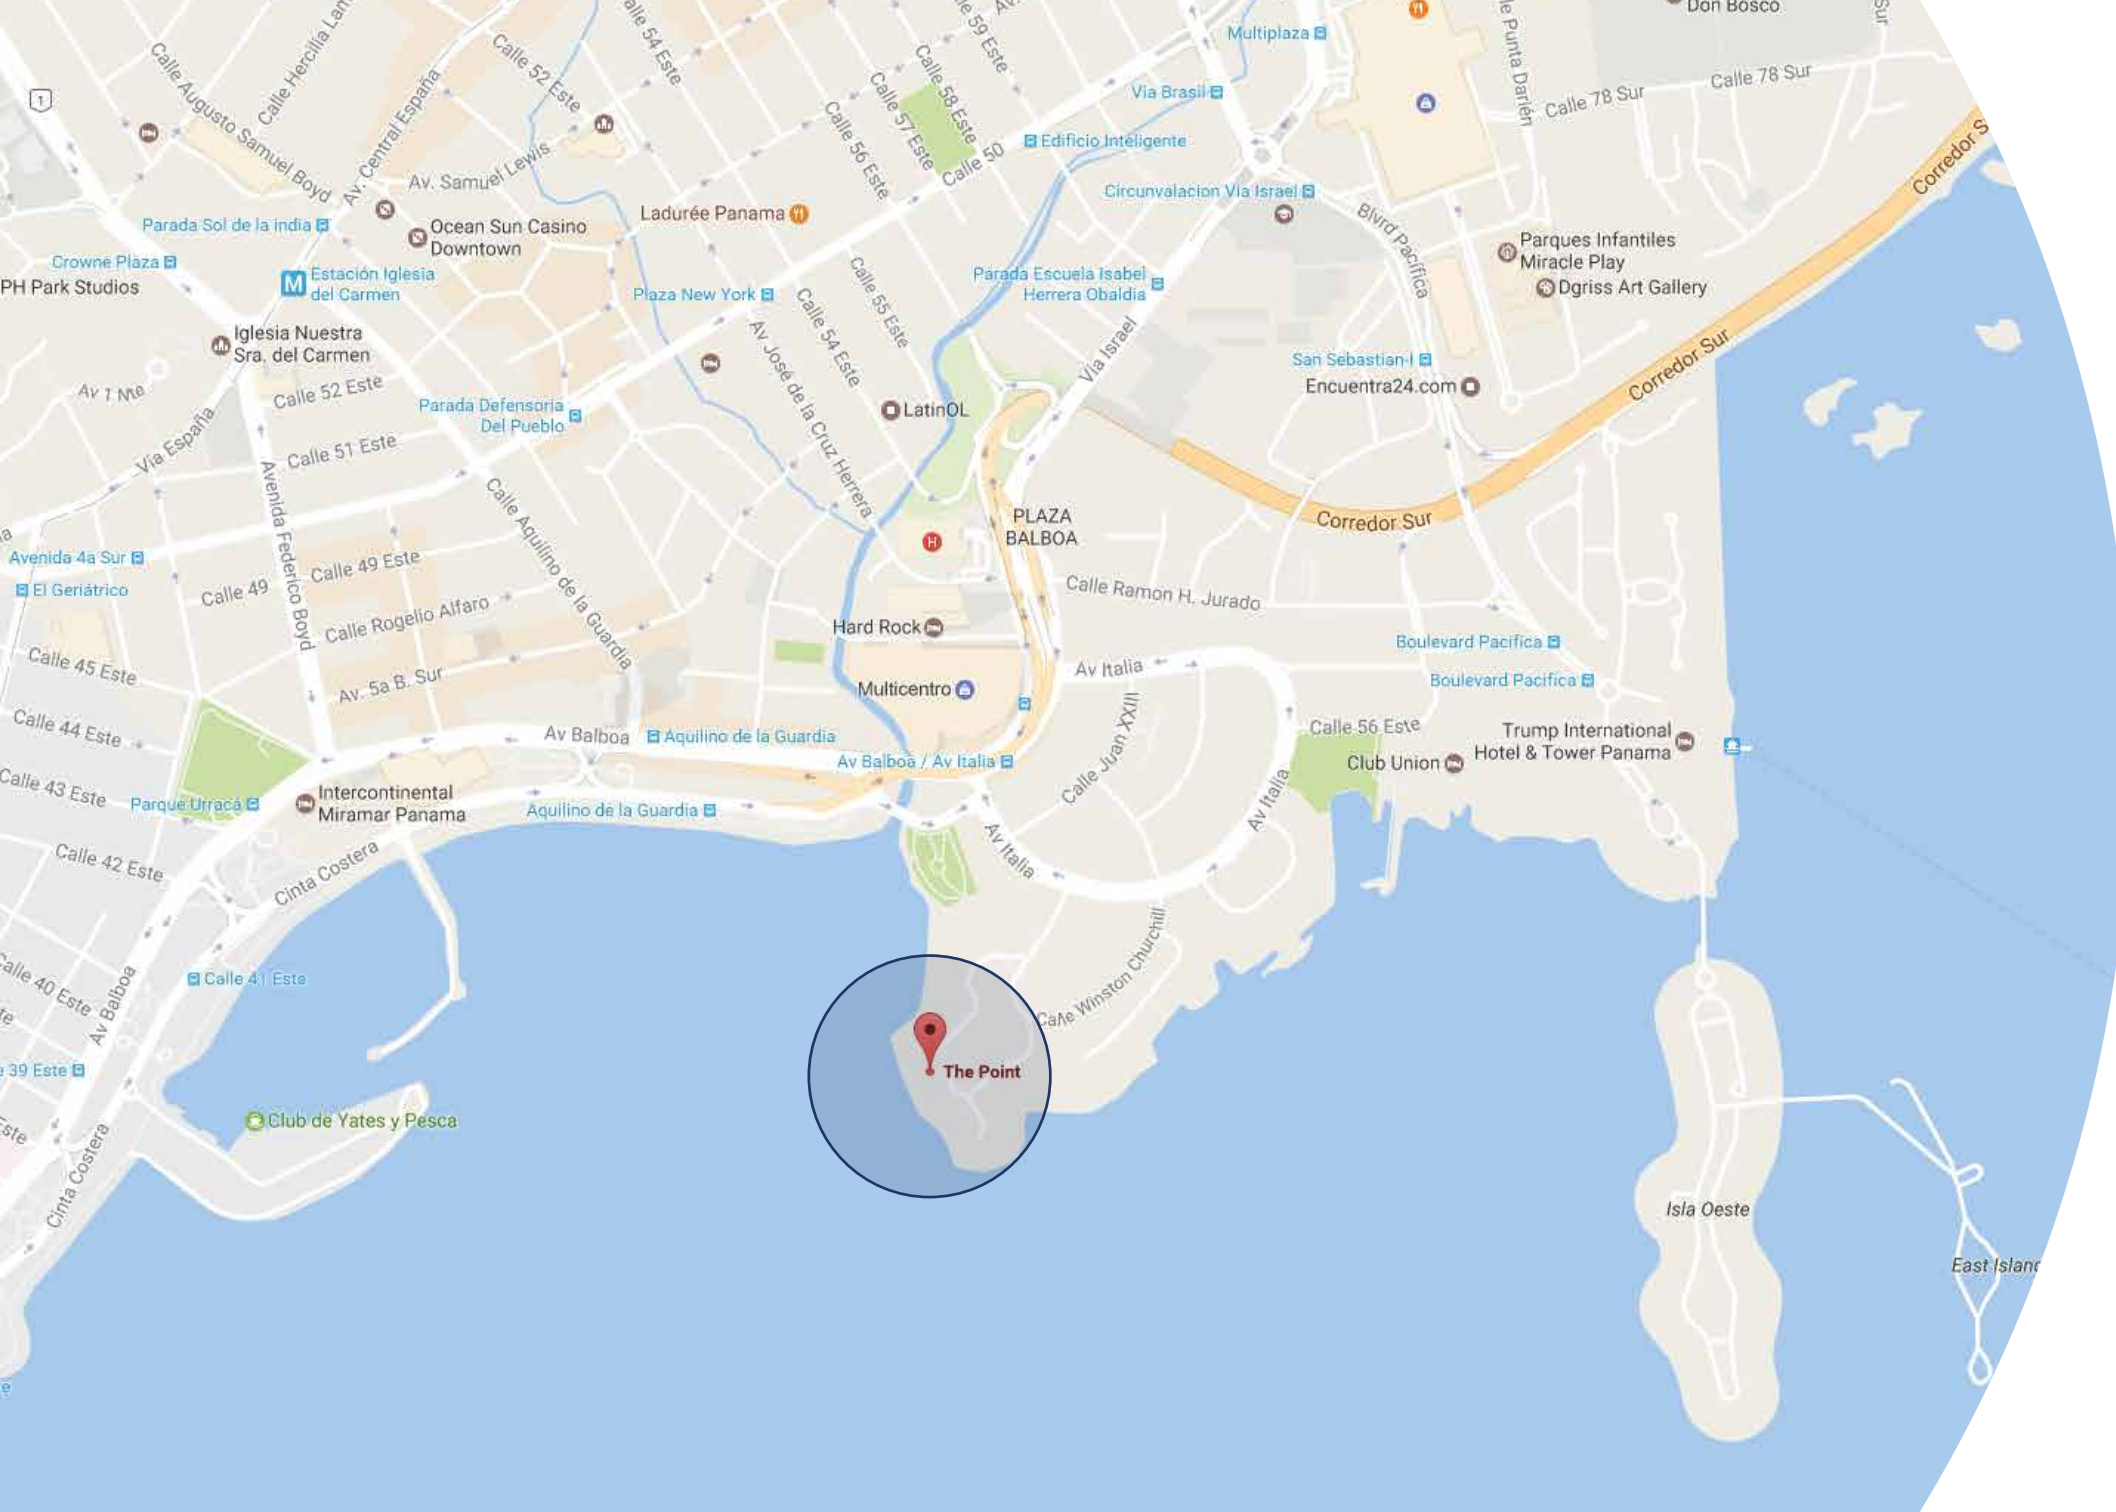 Don Bosco
Multiplaza
Calle 78 Sur
Calle 78 Sur
Via Brasil
Calle Augusto Samuel Boyd
Av. Central España
Calle 52 Este
Calle 56 Este
Calle 57 Este
Calle 58 Este
Calle 50
Edificio Inteligente
Av. Samuel Lewis
Circunvalacion Via Israel
Corredor S
1
Ladurée Panama
Parada Sol de la india
Ocean Sun Casino
Downtown
Blvrd Pacífica
Parques Infantiles
Miracle Play
Crowne Plaza
M
Estación Iglesia
del Carmen
Parada Escuela Isabel
Herrera Obaldia
PH Park Studios
Plaza New York
Calle 55 Este
Calle 54 Este
Dgriss Art Gallery
Iglesia Nuestra
Sra. del Carmen
Via Israel
San Sebastian-I
Encuentra24.com
Corredor Sur
Av 1 Nte
Calle 52 Este
Parada Defensoria
Del Pueblo
Av José de la Cruz Herrera
LatinOL
Via España
Calle 51 Este
Avenida Federico Boyd
Calle Aquilino de la Guardia
PLAZA
BALBOA
Corredor Sur
H
Avenida 4a Sur
El Geriátrico
Calle 49
Calle 49 Este
Calle Ramon H. Jurado
Calle Rogelio Alfaro
Hard Rock
Boulevard Pacifica
Calle 45 Este
Av. 5a B. Sur
Av Italia
Boulevard Pacifica
Multicentro
Calle Juan XXIII
Calle 44 Este
Av Balboa
Aquilino de la Guardia
Calle 56 Este
Trump International
Hotel & Tower Panama
Av Balboa / Av Italia
Club Union
Calle 43 Este
Parque Urracá
Intercontinental
Miramar Panama
Aquilino de la Guardia
Av Italia
Av Italia
Calle 42 Este
Cinta Costera
Calle 41 Este
Calle Winston Churchill
Calle 40 Este
Av Balboa
39 Este
The Point
Club de Yates y Pesca
Cinta Costera
Isla Oeste
East Island